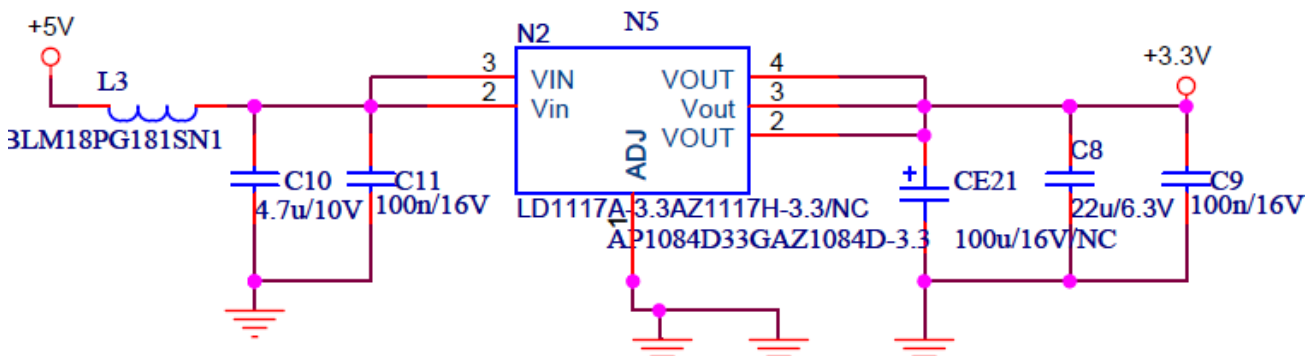 +5V
N2
N5
+3.3V
L3
3
VIN
VOUT
4
2
Vin
Vout
3
VOUT
2
BLM18PG181SN1
ADJ
C8
C10
C11
CE21
C9
4.7u/10V
100n/16V
LD1117A-3.3AZ1117H-3.3/NC
22u/6.3V
100n/16V
1
AP1084D33GAZ1084D-3.3
100u/16V/NC